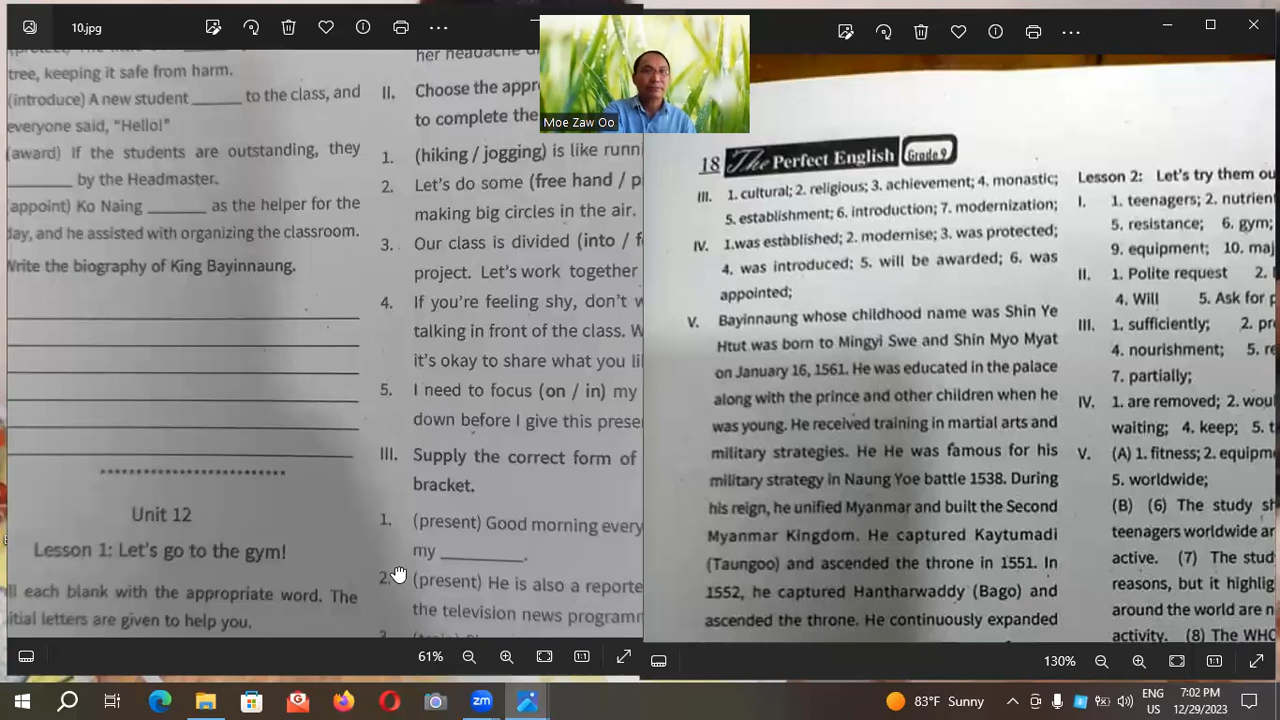 10.jpg
(protect)
tree, keeping it safe from harm.
(introduce) A new student ______ to the class, and
everyone said, "Hello!"
(award) If the students are outstanding, they
________ by the Headmaster.
(appoint) Ko Naing _______ as the helper for the
day, and he assisted with organizing the classroom.
Write the biography of King Bayinnaung.
**************************
Unit 12
Lesson 1: Let's go to the gym!
each blank with the appropriate word. The
letters are given to help you.
her headache
II. Choose the appr
to complete the
1. (hiking / jogging) is like runni
2. Let's do some (free hand / p
making big circles in the air.
3. Our class is divided (into / f
project. Let's work together
4. If you're feeling shy, don't w
talking in front of the class. W
it's okay to share what you li
5. I need to focus (on / in) my
down before I give this prese
III. Supply the correct form of
bracket.
1. (present) Good morning every
my __________.
2. (present) He is also a reporte
the television news programm
Moe Zaw Oo
18 The Perfect English Grade 9
III. 1. cultural; 2. religious; 3. achievement; 4. monastic;
5. establishment; 6. introduction; 7. modernization;
IV. 1.was established; 2. modernise; 3. was protected;
4. was introduced; 5. will be awarded; 6. was
appointed;
V. Bayinnaung whose childhood name was Shin Ye
Htut was born to Mingyi Swe and Shin Myo Myat
on January 16, 1561. He was educated in the palace
along with the prince and other children when he
was young. He received training in martial arts and
military strategies. He He was famous for his
military strategy in Naung Yoe battle 1538. During
his reign, he unified Myanmar and built the Second
Myanmar Kingdom. He captured Kaytumadi
(Taungoo) and ascended the throne in 1551. In
1552, he captured Hantharwaddy (Bago) and
ascended the throne. He continuously expanded
Lesson 2: Let's try them ou
I. 1. teenagers; 2. nutrien
5. resistance; 6. gym;
9. equipment; 10. maj
II. 1. Polite request 2.
4. Will 5. Ask for p
III. 1. sufficiently; 2. pr
4. nourishment; 5. re
7. partially;
IV. 1. are removed; 2. wou
waiting; 4. keep; 5. t
V. (A) 1. fitness; 2. equipm
5. worldwide;
(B) (6) The study sh
teenagers worldwide ar
active. (7) The stud
reasons, but it highlig
around the world are n
activity. (8) The WHO
61%
130%
83°F Sunny
ENG
US
7:02 PM
12/29/2023